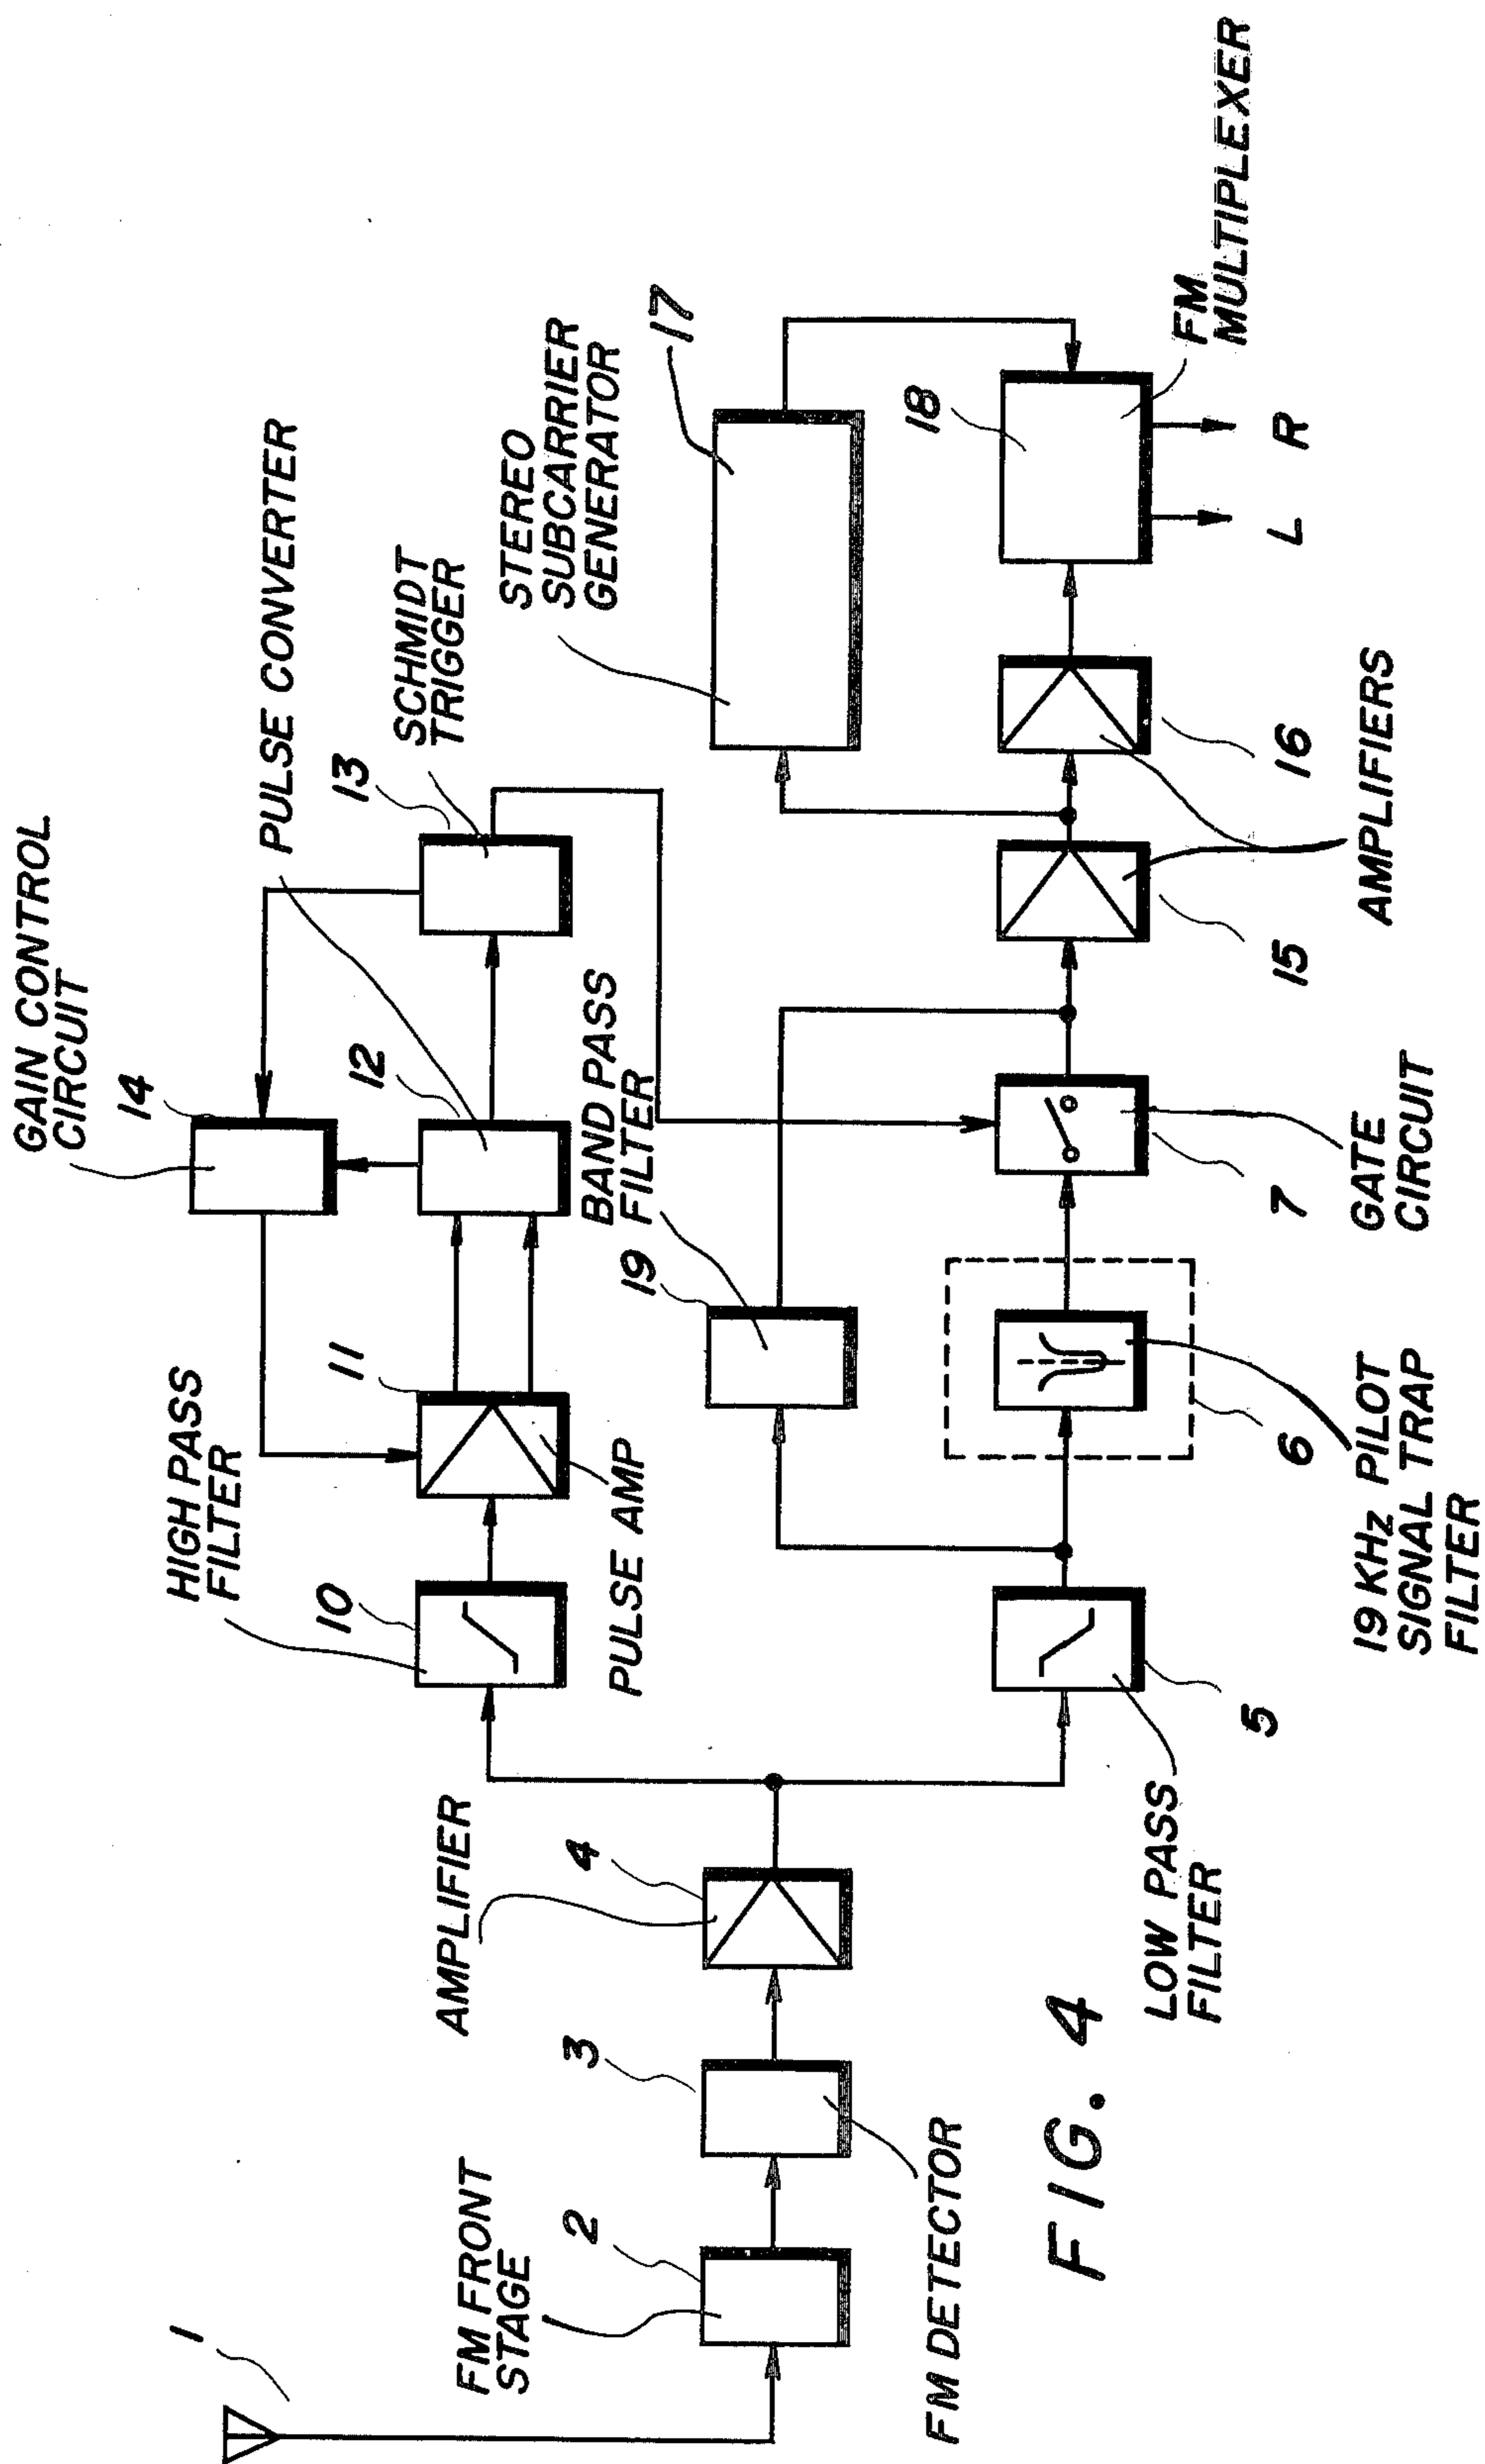 1
FM FRONT
STAGE
2
3
FM DETECTOR
AMPLIFIER
4
HIGH PASS
FILTER
10
PULSE AMP
11
GAIN CONTROL
CIRCUIT
14
12
PULSE CONVERTER
13
SCHMIDT
TRIGGER
BAND PASS
FILTER
19
STEREO
SUBCARRIER
GENERATOR
17
18
FM
MULTIPLEXER
L
R
LOW PASS
FILTER
5
6
19 KHz PILOT
SIGNAL TRAP
FILTER
7
GATE
CIRCUIT
15
16
AMPLIFIERS
FIG. 4